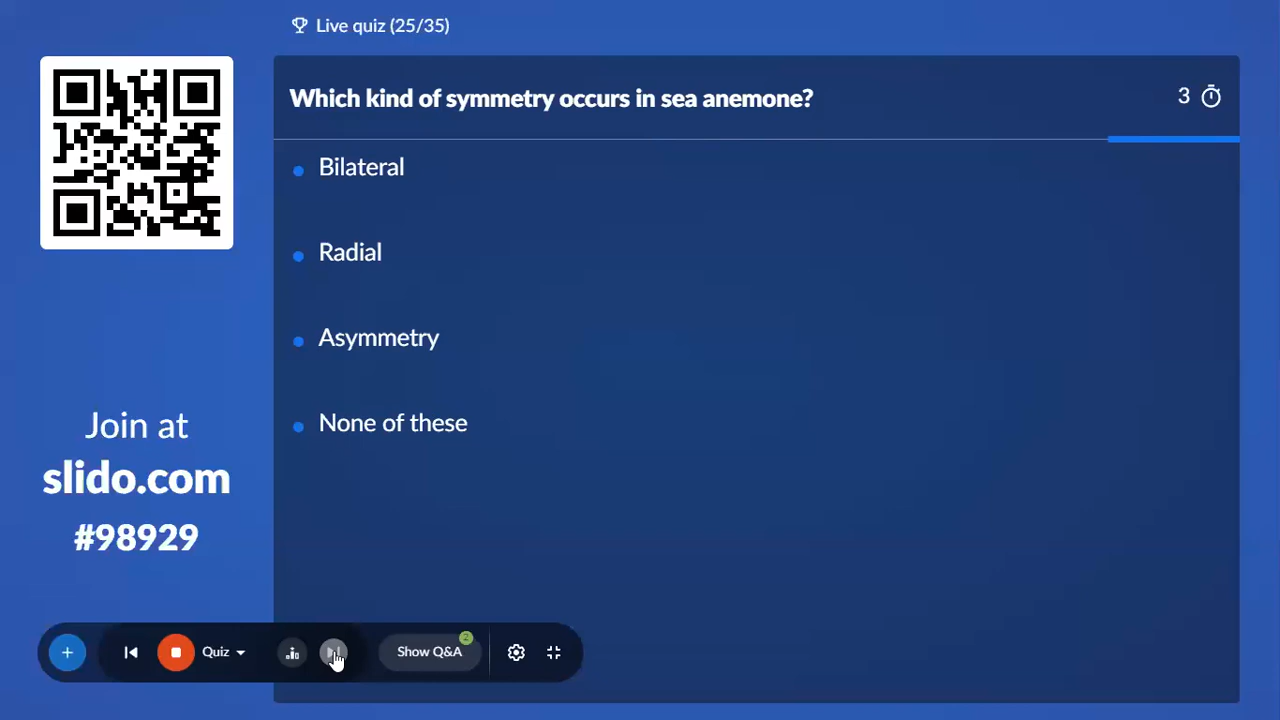 Live quiz (25/35)
Which kind of symmetry occurs in sea anemone?
3
Bilateral
Radial
Asymmetry
None of these
Join at
slido.com
#98929
Quiz
Show Q&A
2